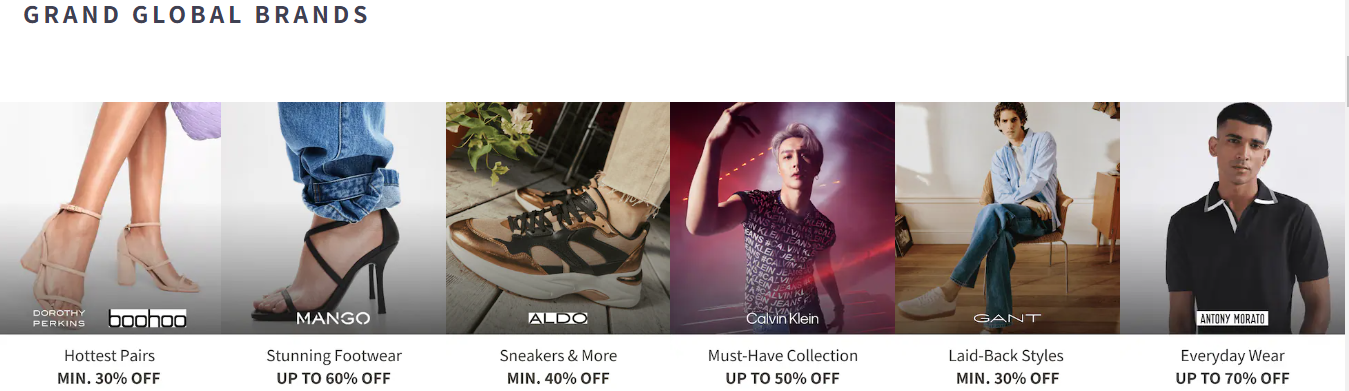 GRAND GLOBAL BRANDS
DOROTHY
PERKINS
boohoo
MANGO
ALDO
Calvin Klein
GANT
ANTONY MORATO
Hottest Pairs
MIN. 30% OFF
Stunning Footwear
UP TO 60% OFF
Sneakers & More
MIN. 40% OFF
Must-Have Collection
UP TO 50% OFF
Laid-Back Styles
MIN. 30% OFF
Everyday Wear
UP TO 70% OFF